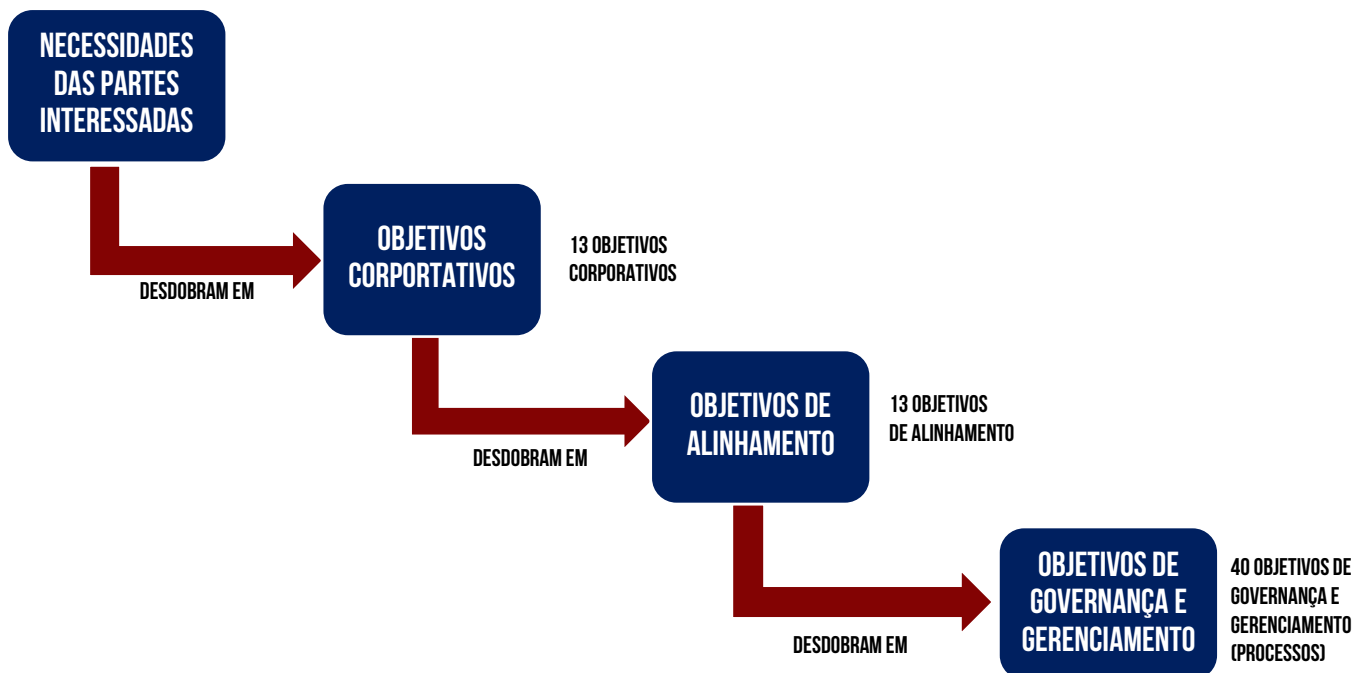 NECESSIDADES
DAS PARTES
INTERESSADAS
DESDOBRAM EM
OBJETIVOS
CORPORTATIVOS
13 OBJETIVOS
CORPORATIVOS
DESDOBRAM EM
OBJETIVOS DE
ALINHAMENTO
13 OBJETIVOS
DE ALINHAMENTO
DESDOBRAM EM
OBJETIVOS DE
GOVERNANÇA E
GERENCIAMENTO
40 OBJETIVOS DE
GOVERNANÇA E
GERENCIAMENTO
(PROCESSOS)